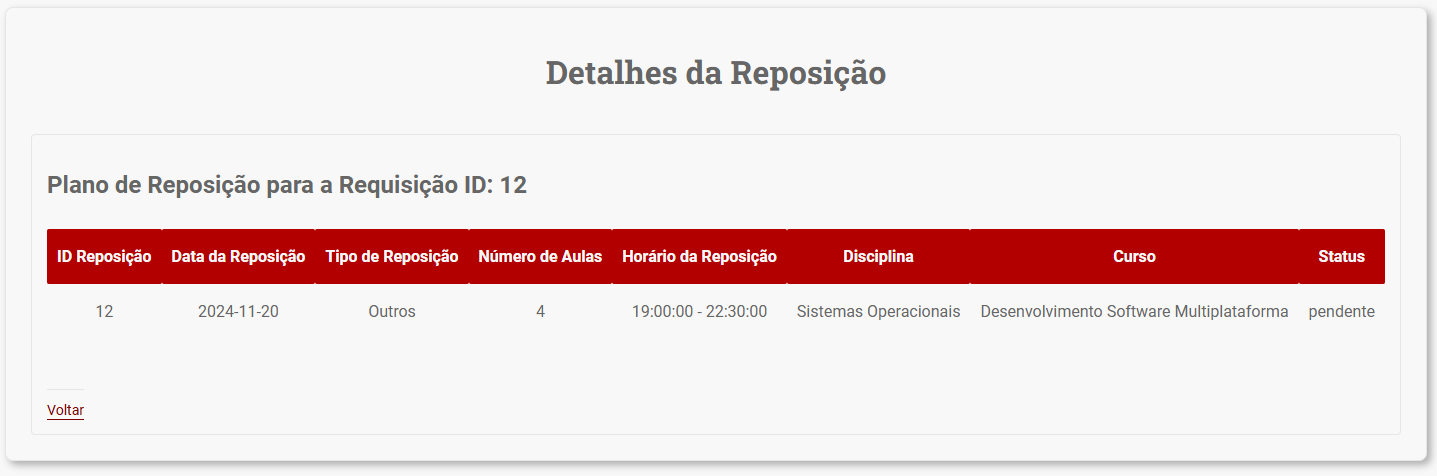 Detalhes da Reposição
Plano de Reposição para a Requisição ID: 12
ID Reposição Data da Reposição Tipo de Reposição Número de Aulas Horário da Reposição Disciplina Curso Status
12 2024-11-20 Outros 4 19:00:00 - 22:30:00 Sistemas Operacionais Desenvolvimento Software Multiplataforma pendente
Voltar